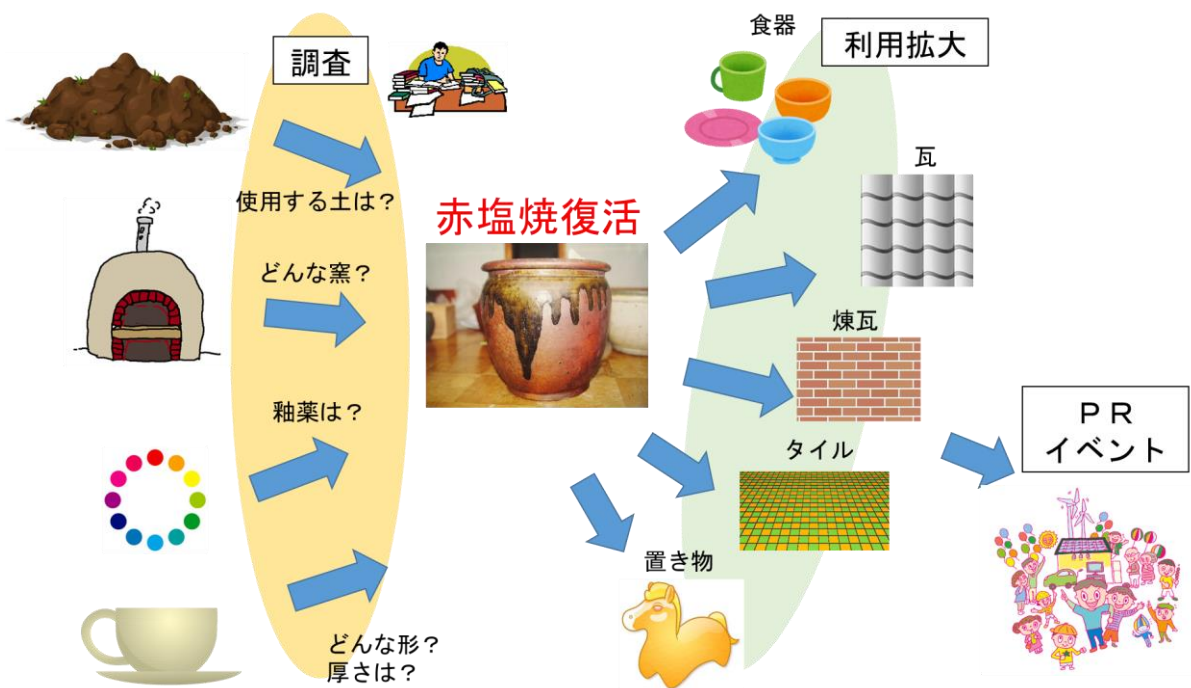 調査
使用する土は？
どんな窯？
釉薬は？
どんな形？
厚さは？
赤塩焼復活
食器
利用拡大
瓦
煉瓦
タイル
置き物
ＰＲ
イベント